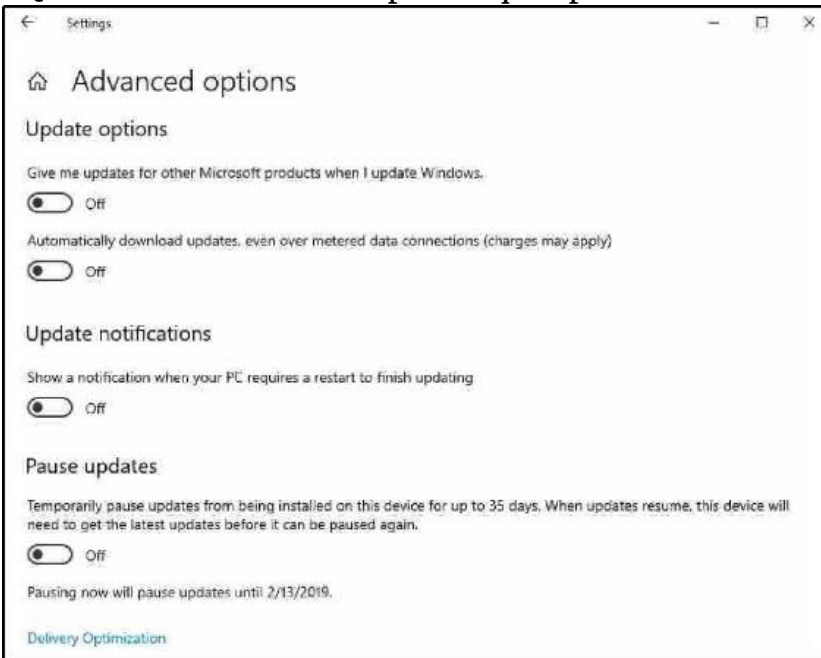 Settings
Advanced options
Update options
Give me updates for other Microsoft products when I update Windows.
Off
Automatically download updates, even over metered data connections (charges may apply)
Off
Update notifications
Show a notification when your PC requires a restart to finish updating
Off
Pause updates
Temporarily pause updates from being installed on this device for up to 35 days. When updates resume, this device will
need to get the latest updates before it can be paused again.
Off
Pausing now will pause updates until 2/13/2019.
Delivery Optimization